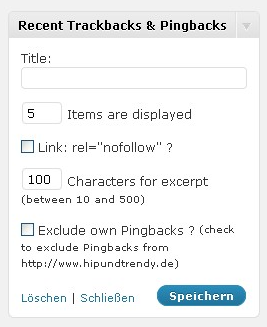 Recent Trackbacks & Pingbacks
Title:
5 Items are displayed
Link: rel="nofollow" ?
100 Characters for excerpt
(between 10 and 500)
Exclude own Pingbacks ? (check
to exclude Pingbacks from
http://www.hipundtrendy.de)
Löschen | Schließen Speichern